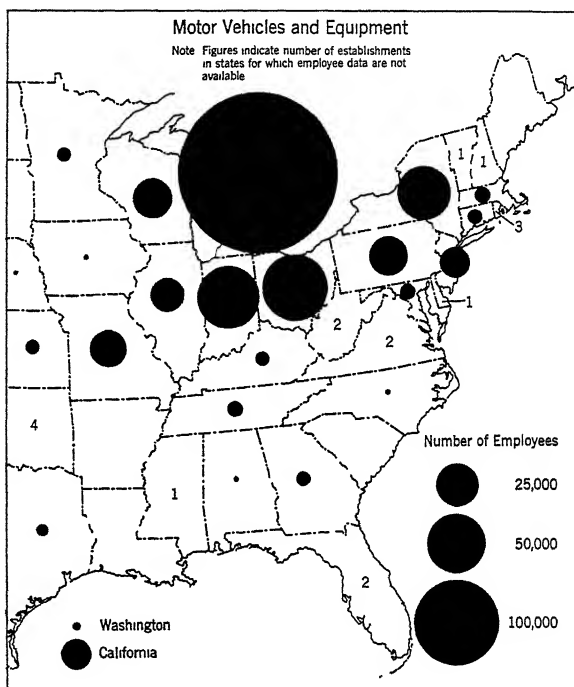 Motor Vehicles and Equipment
Note Figures indicate number of establishments
in states for which employee data are not
available
1 1
3
1
2
2
4
1
2
Number of Employees
25,000
50,000
100,000
Washington
California